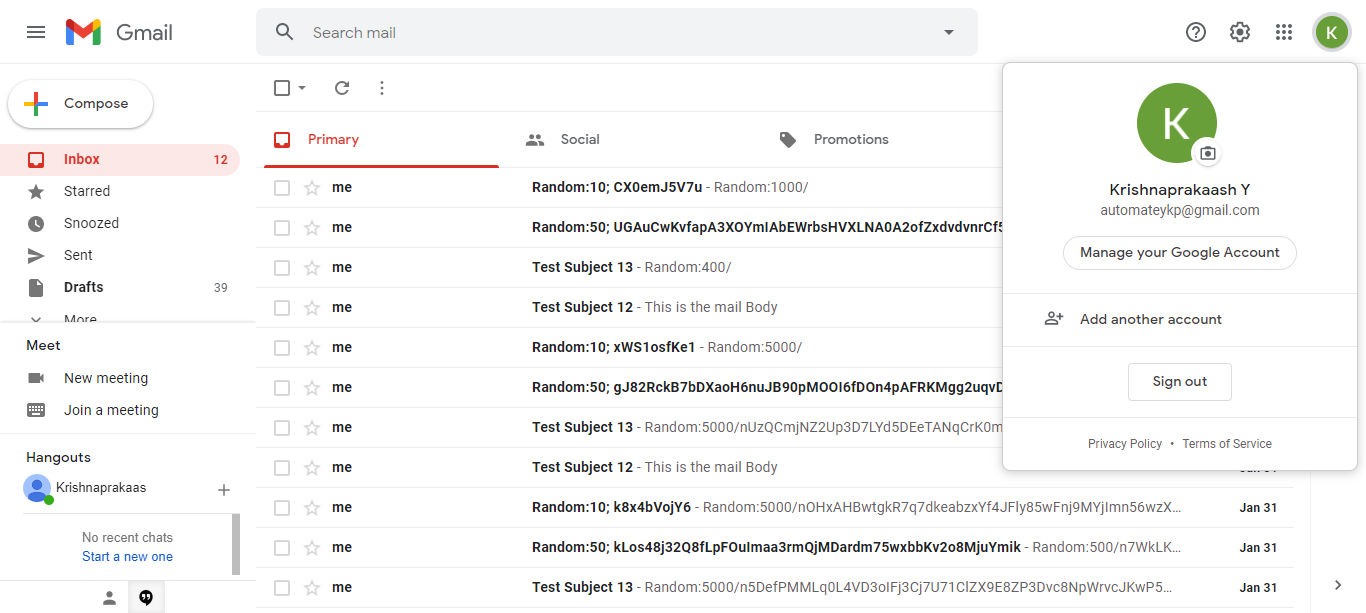 Gmail
Search mail
K
Compose
Inbox 12
Starred
Snoozed
Sent
Drafts 39
More
Meet
New meeting
Join a meeting
Hangouts
Krishnaprakaas
No recent chats
Start a new one
Primary Social Promotions
me Random:10; CX0emJ5V7u - Random:1000/
me Random:50; UGAuCwKvfapA3XOYmIAbEWrbsHVXLNA0A2ofZxdvdvnrCf5
me Test Subject 13 - Random:400/
me Test Subject 12 - This is the mail Body
me Random:10; xWS1osfKe1 - Random:5000/
me Random:50; gJ82RckB7bDXaoH6nuJB90pMOOI6fDOn4pAFRKMgg2uqvD
me Test Subject 13 - Random:5000/nUzQCmjNZ2Up3D7LYd5DEeTANqCrK0m
me Test Subject 12 - This is the mail Body
me Random:10; k8x4bVojY6 - Random:5000/nOHxAHBwtgkR7q7dkeabzxYf4JFly85wFnj9MYjImn56wzX… Jan 31
me Random:50; kLos48j32Q8fLpFOuImaa3rmQjMDardm75wxbbKv2o8MjuYmik - Random:500/n7WkLK… Jan 31
me Test Subject 13 - Random:5000/n5DefPMMLq0L4VD3oIFj3Cj7U71ClZX9E8ZP3Dvc8NpWrvcJKwP5… Jan 31
K
Krishnaprakaash Y
automateykp@gmail.com
Manage your Google Account
Add another account
Sign out
Privacy Policy • Terms of Service